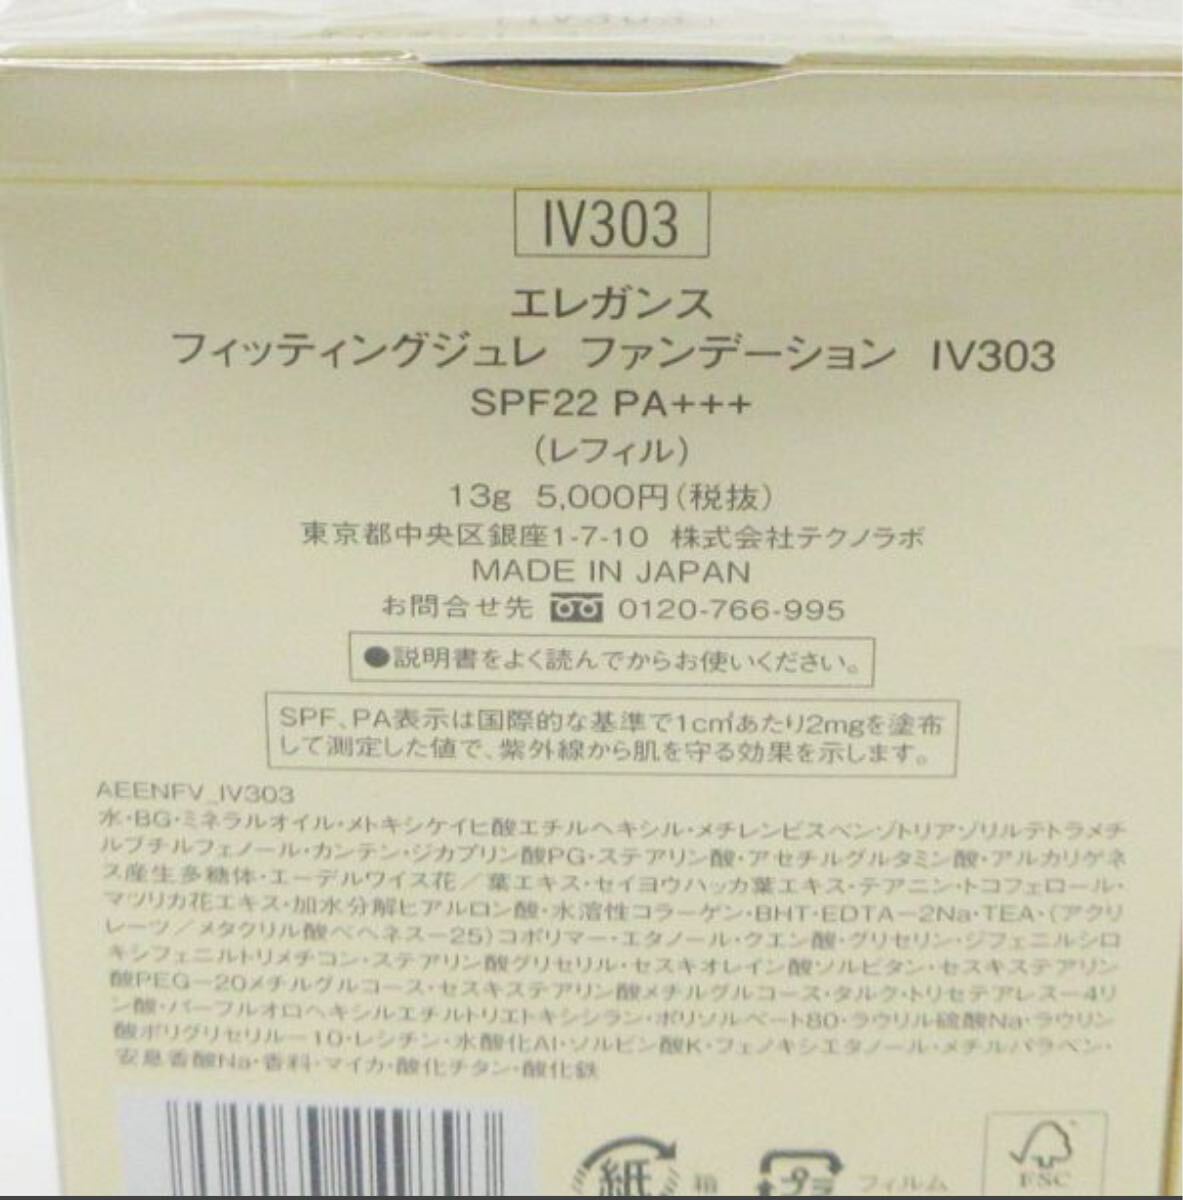 IV303
エレガンス
フィッティングジュレ ファンデーション IV303
SPF22 PA+++
(レフィル)
13g 5,000円(税抜)
東京都中央区銀座1-7-10 株式会社テクノラボ
MADE IN JAPAN
お問合せ先 0120-766-995
●説明書をよく読んでからお使いください。
SPF、PA表示は国際的な基準で1c㎡あたり2mgを塗布
して測定した値で、紫外線から肌を守る効果を示します。
AEENFV_IV303
水・BG・ミネラルオイル・メトキシケイヒ酸エチルヘキシル・メチレンビスベンゾトリアゾリルテトラメチ
ルブチルフェノール・カンテン・ジカプリン酸PG・ステアリン酸・アセチルグルタミン酸・アルカリゲネ
ス産生多糖体・エーデルワイス花／葉エキス・セイヨウハッカ葉エキス・テアニン・トコフェロール・
マツリカ花エキス・加水分解ヒアルロン酸・水溶性コラーゲン・BHT・EDTA－2Na・TEA・(アクリ
レーツ／メタクリル酸ベヘネス－25)コポリマー・エタノール・クエン酸・グリセリン・ジフェニルシロ
キシフェニルトリメチコン・ステアリン酸グリセリル・セスキオレイン酸ソルビタン・セスキステアリン
酸PEG－20メチルグルコース・セスキステアリン酸メチルグルコース・タルク・トリセテアレス－4リ
ン酸・パーフルオロヘキシルエチルトリエトキシシラン・ポリソルベート80・ラウリル硫酸Na・ラウリン
酸ポリグリセリル－10・レシチン・水酸化Al・ソルビン酸K・フェノキシエタノール・メチルパラベン・
安息香酸Na・香料・マイカ・酸化チタン・酸化鉄
紙 箱 プラ フィルム
FSC